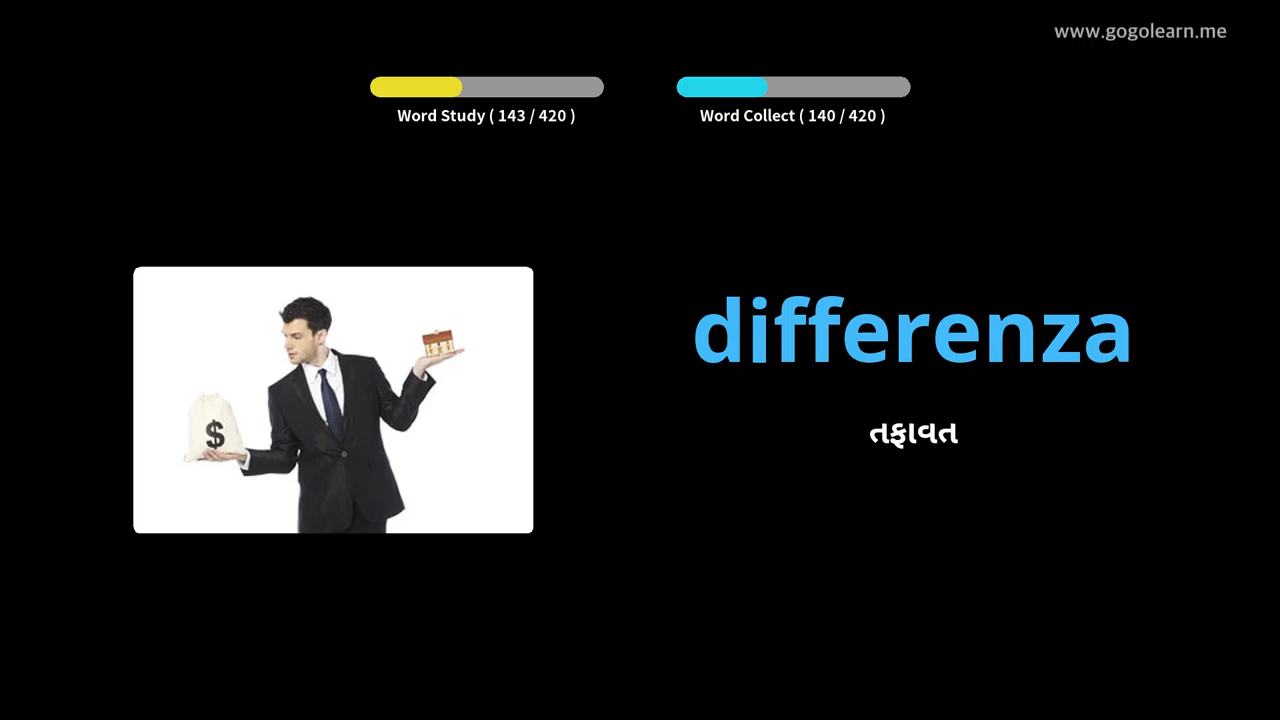 www.gogolearn.me
Word Study ( 143 / 420 )
Word Collect ( 140 / 420 )
differenza
તફાવત
$